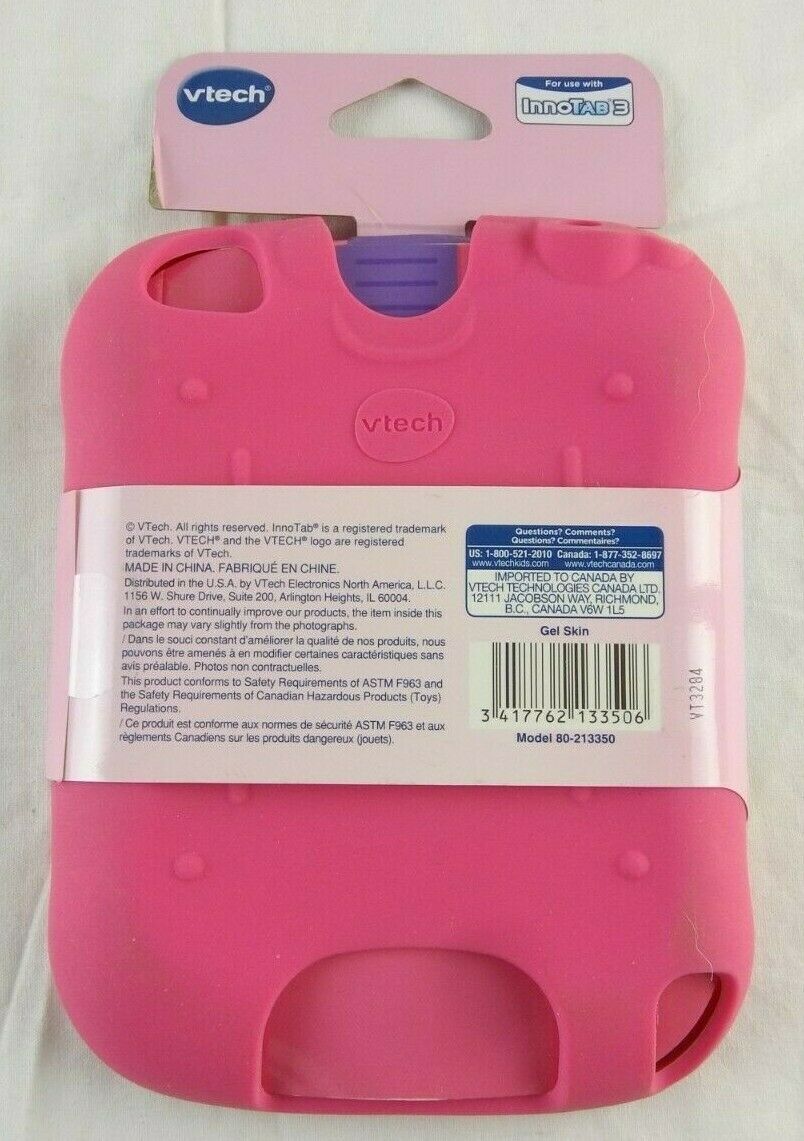 vtech®
For use with
InnoTAB 3
vtech
© VTech. All rights reserved. InnoTab® is a registered trademark
of VTech. VTECH® and the VTECH® logo are registered
trademarks of VTech.
MADE IN CHINA. FABRIQUÉ EN CHINE.
Distributed in the U.S.A. by VTech Electronics North America, L.L.C.
1156 W. Shure Drive, Suite 200, Arlington Heights, IL 60004.
In an effort to continually improve our products, the item inside this
package may vary slightly from the photographs.
/ Dans le souci constant d'améliorer la qualité de nos produits, nous
pouvons être amenés à en modifier certaines caractéristiques sans
avis préalable. Photos non contractuelles.
This product conforms to Safety Requirements of ASTM F963 and
the Safety Requirements of Canadian Hazardous Products (Toys)
Regulations.
/ Ce produit est conforme aux normes de sécurité ASTM F963 et aux
règlements Canadiens sur les produits dangereux (jouets).
Questions? Comments?
Questions? Commentaires?
US: 1-800-521-2010 Canada: 1-877-352-8697
www.vtechkids.com www.vtechcanada.com
IMPORTED TO CANADA BY
VTECH TECHNOLOGIES CANADA LTD.
12111 JACOBSON WAY, RICHMOND,
B.C., CANADA V6W 1L5
Gel Skin
3 417762 133506
Model 80-213350
VT3204